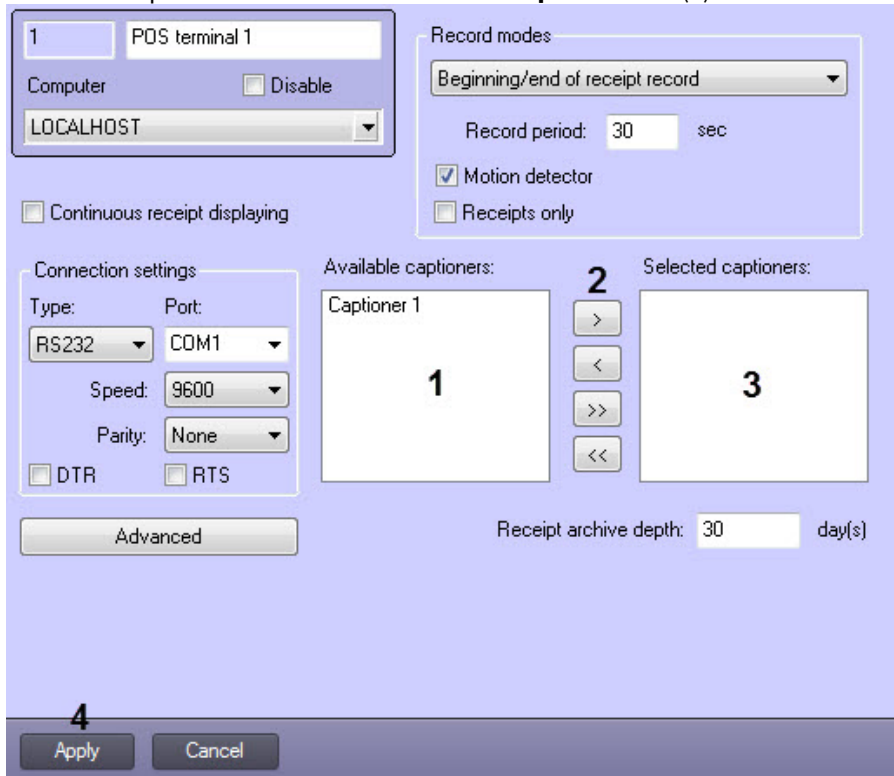 1 POS terminal 1
Computer Disable
LOCALHOST
Continuous receipt displaying
Record modes
Beginning/end of receipt record
Record period: 30 sec
Motion detector
Receipts only
Connection settings
Type: Port:
RS232 COM1
Speed: 9600
Parity: None
DTR RTS
Advanced
Available captioners:
Captioner 1
1
2
>
<
>>
<<
Selected captioners:
3
Receipt archive depth: 30 day(s)
4
Apply Cancel